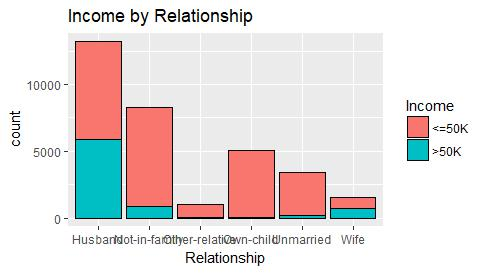 Income by Relationship
count
10000
5000
0
Husband Not-in-family Other-relative Own-child Unmarried Wife
Relationship
Income
<=50K
>50K